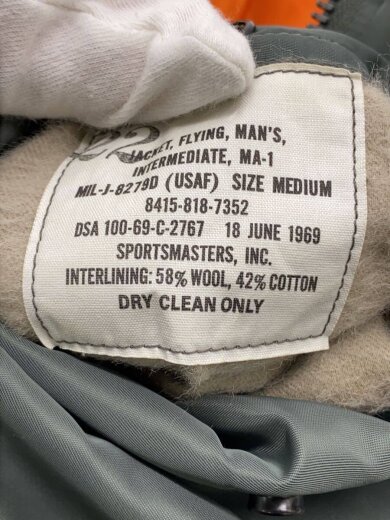 22
JACKET, FLYING, MAN'S,
INTERMEDIATE, MA-1
MIL-J-8279D (USAF) SIZE MEDIUM
8415-818-7352
DSA 100-69-C-2767 18 JUNE 1969
SPORTSMASTERS, INC.
INTERLINING: 58% WOOL, 42% COTTON
DRY CLEAN ONLY